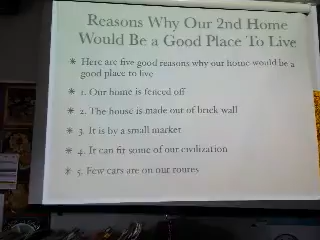 Reasons Why Our 2nd Home
Would Be a Good Place To Live
* Here are five good reasons why our home would be a
good place to live
* 1. Our home is fenced off
* 2. The house is made out of brick wall
* 3. It is by a small market
* 4. It can fit some of our civilization
* 5. Few cars are on our routes